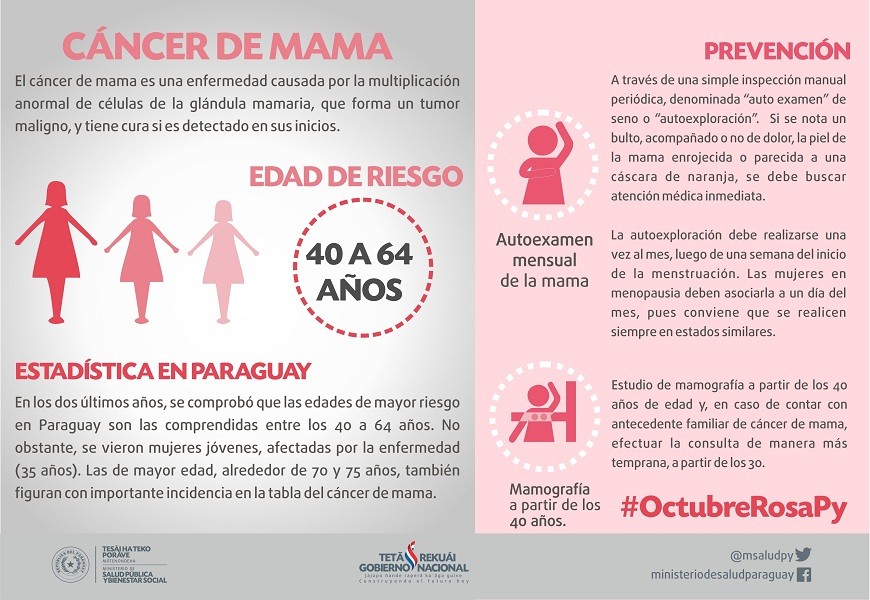 CÁNCER DE MAMA
El cáncer de mama es una enfermedad causada por la multiplicación
anormal de células de la glándula mamaria, que forma un tumor
maligno, y tiene cura si es detectado en sus inicios.
EDAD DE RIESGO
40 A 64
AÑOS
ESTADÍSTICA EN PARAGUAY
En los dos últimos años, se comprobó que las edades de mayor riesgo
en Paraguay son las comprendidas entre los 40 a 64 años. No
obstante, se vieron mujeres jóvenes, afectadas por la enfermedad
(35 años). Las de mayor edad, alrededor de 70 y 75 años, también
figuran con importante incidencia en la tabla del cáncer de mama.
PREVENCIÓN
A través de una simple inspección manual
periódica, denominada “auto examen” de
seno o “autoexploración”. Si se nota un
bulto, acompañado o no de dolor, la piel de
la mama enrojecida o parecida a una
cáscara de naranja, se debe buscar
atención médica inmediata.
Autoexamen
mensual
de la mama
La autoexploración debe realizarse una
vez al mes, luego de una semana del inicio
de la menstruación. Las mujeres en
menopausia deben asociarla a un día del
mes, pues conviene que se realicen
siempre en estados similares.
Estudio de mamografía a partir de los 40
años de edad y, en caso de contar con
antecedente familiar de cáncer de mama,
efectuar la consulta de manera más
temprana, a partir de los 30.
Mamografía
a partir de los
40 años.
#OctubreRosaPy
TESÃI HA TEKO
PORÃVE
MOTENONDEHA
MINISTERIO DE
SALUD PÚBLICA
Y BIENESTAR SOCIAL
TETÃ REKUÁI
GOBIERNO NACIONAL
Jajapo ñande raperã ko ãga guive
Construyendo el futuro hoy
@msaludpy
ministeriodesaludparaguay